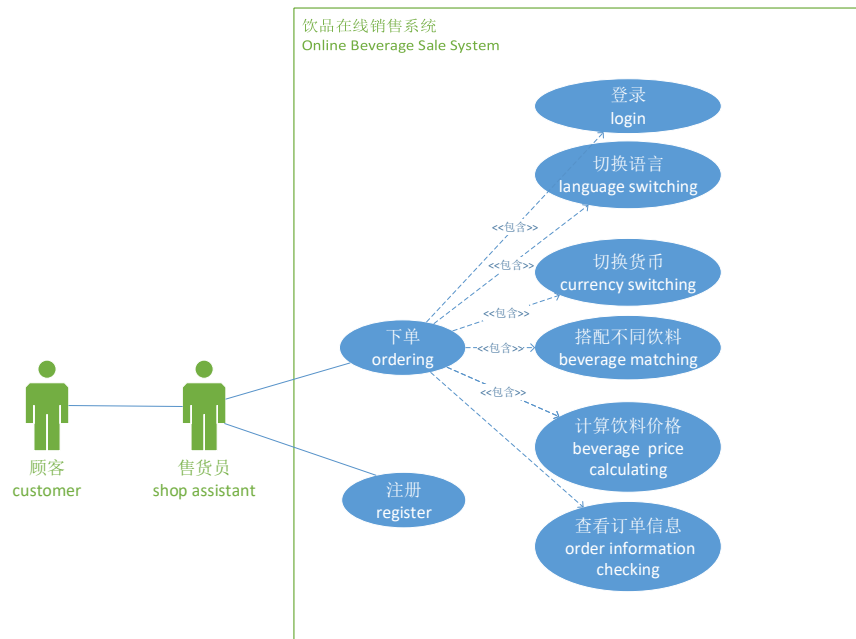 饮品在线销售系统
Online Beverage Sale System
登录
login
切换语言
language switching
<<包含>>
<<包含>>
切换货币
currency switching
<<包含>>
下单
ordering
<<包含>>
搭配不同饮料
beverage matching
<<包含>>
计算饮料价格
beverage price
calculating
顾客
customer
售货员
shop assistant
注册
register
查看订单信息
order information
checking